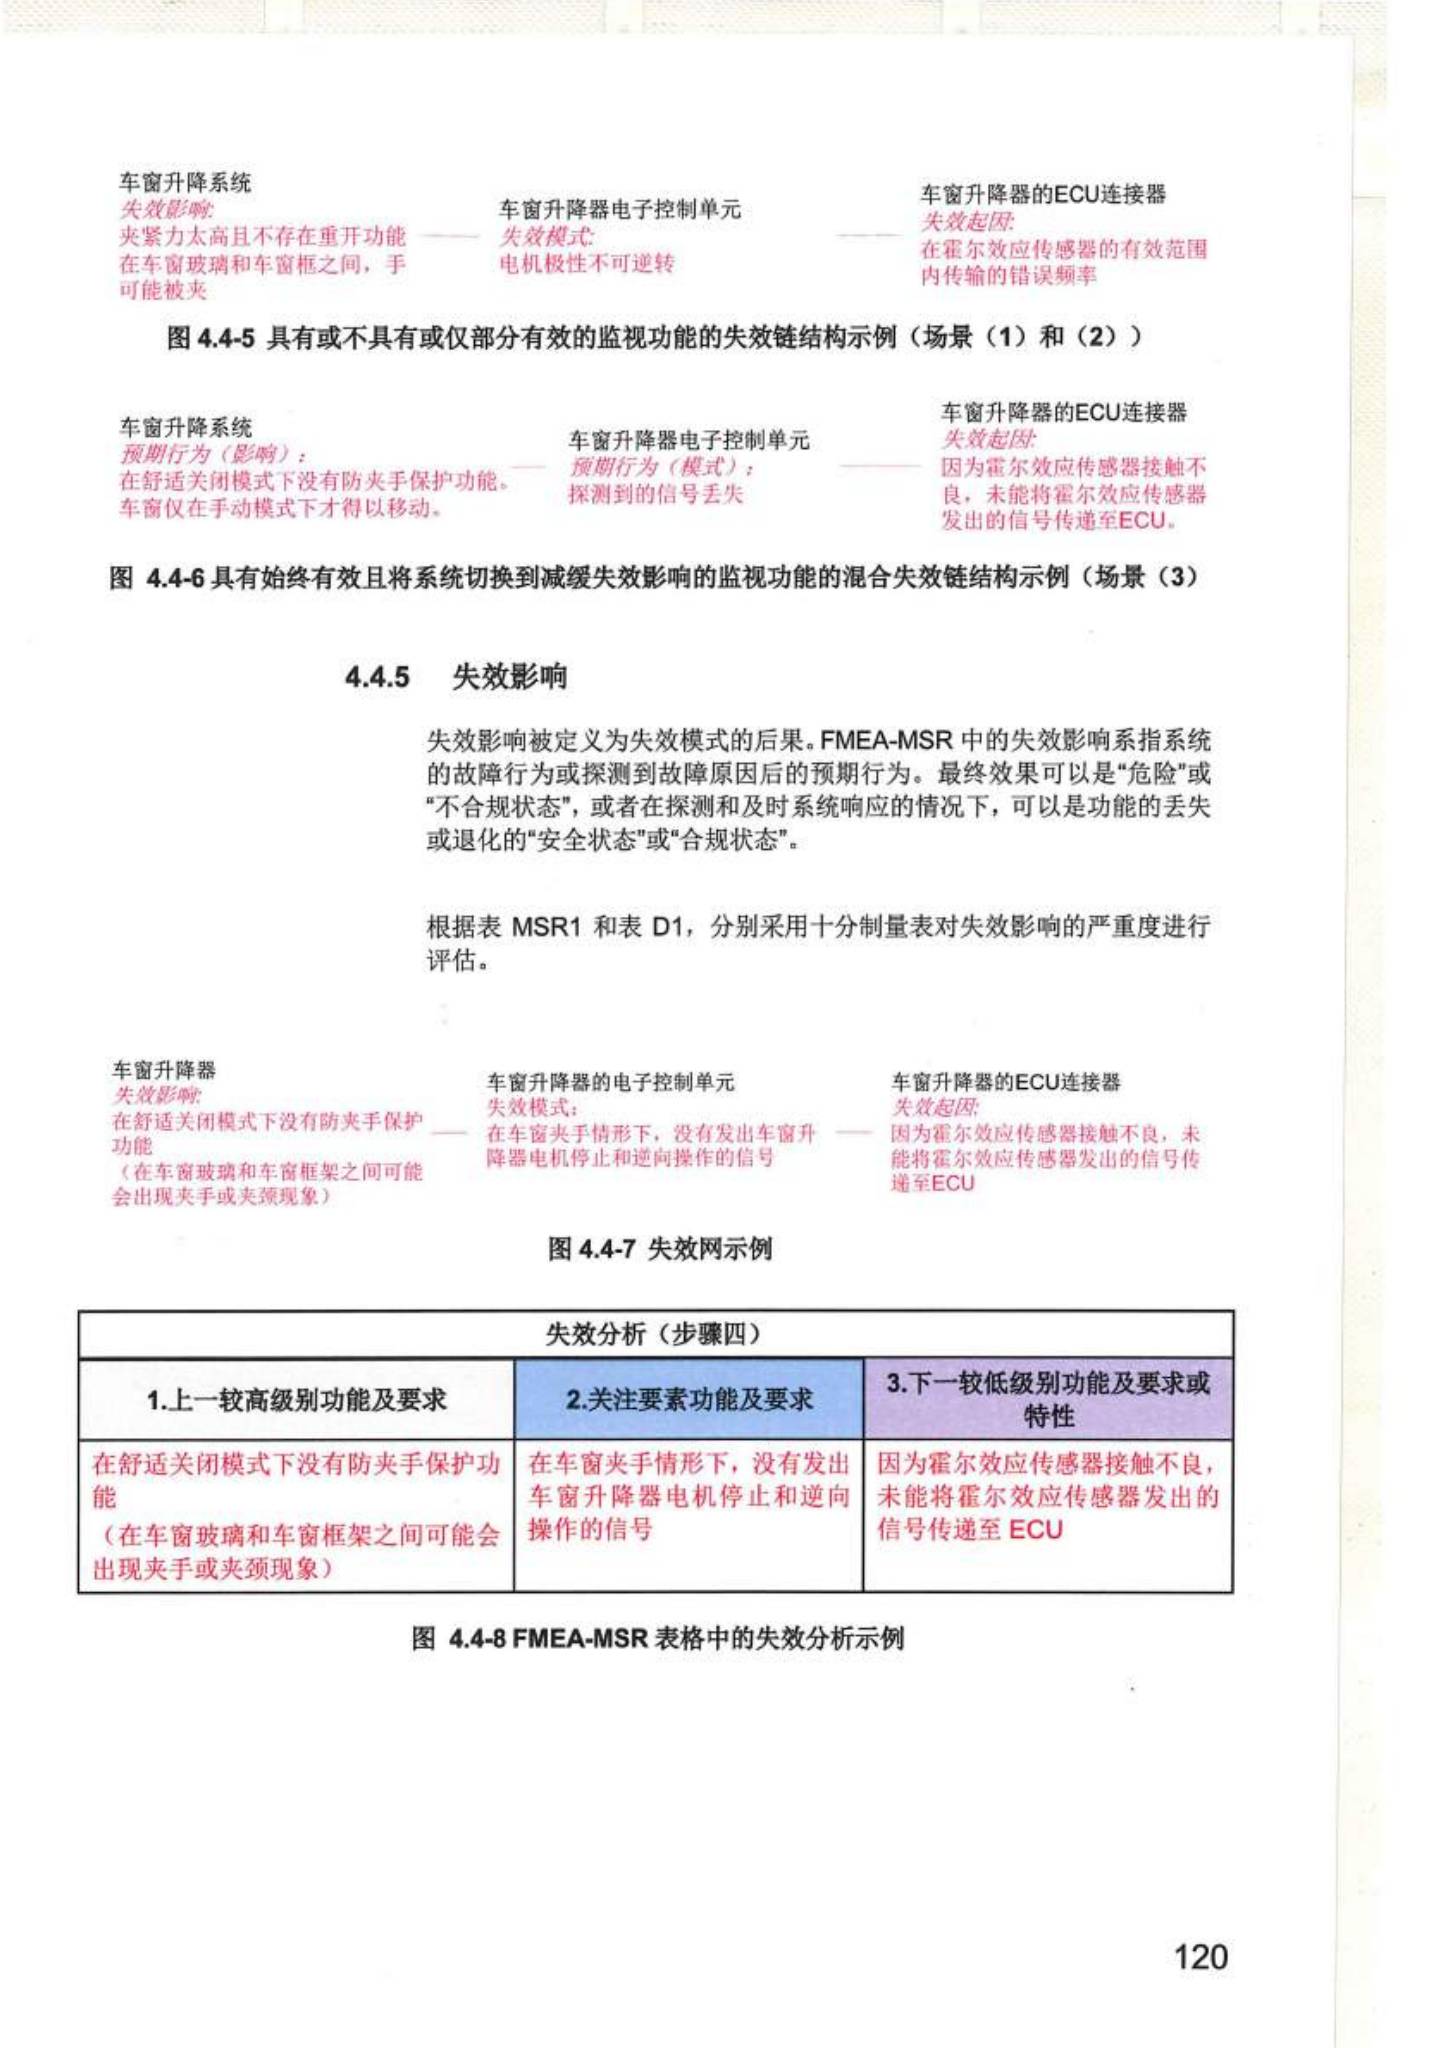 车窗升降系统
失效影响:
夹紧力太高且不存在重开功能
在车窗玻璃和车窗框之间，手
可能被夹
车窗升降器电子控制单元
失效模式:
电机极性不可逆转
车窗升降器的ECU连接器
失效起因:
在霍尔效应传感器的有效范围
内传输的错误频率
图 4.4-5 具有或不具有或仅部分有效的监视功能的失效链结构示例（场景（1）和（2））
车窗升降系统
预期行为（影响）:
在舒适关闭模式下没有防夹手保护功能。
车窗仅在手动模式下才得以移动。
车窗升降器电子控制单元
预期行为（模式）:
探测到的信号丢失
车窗升降器的ECU连接器
失效起因:
因为霍尔效应传感器接触不
良，未能将霍尔效应传感器
发出的信号传递至ECU。
图 4.4-6 具有始终有效且将系统切换到减缓失效影响的监视功能的混合失效链结构示例（场景（3）
4.4.5 失效影响
失效影响被定义为失效模式的后果。FMEA-MSR 中的失效影响系指系统
的故障行为或探测到故障原因后的预期行为。最终效果可以是“危险”或
“不合规状态”，或者在探测和及时系统响应的情况下，可以是功能的丢失
或退化的“安全状态”或“合规状态”。
根据表 MSR1 和表 D1，分别采用十分制量表对失效影响的严重度进行
评估。
车窗升降器
失效影响:
在舒适关闭模式下没有防夹手保护
功能
（在车窗玻璃和车窗框架之间可能
会出现夹手或夹颈现象）
车窗升降器的电子控制单元
失效模式:
在车窗夹手情形下，没有发出车窗升
降器电机停止和逆向操作的信号
车窗升降器的ECU连接器
失效起因:
因为霍尔效应传感器接触不良，未
能将霍尔效应传感器发出的信号传
递至ECU
图 4.4-7 失效网示例
失效分析（步骤四）
1.上一较高级别功能及要求
2.关注要素功能及要求
3.下一较低级别功能及要求或
特性
在舒适关闭模式下没有防夹手保护功
能
（在车窗玻璃和车窗框架之间可能会
出现夹手或夹颈现象）
在车窗夹手情形下，没有发出
车窗升降器电机停止和逆向
操作的信号
因为霍尔效应传感器接触不良，
未能将霍尔效应传感器发出的
信号传递至 ECU
图 4.4-8 FMEA-MSR 表格中的失效分析示例
120